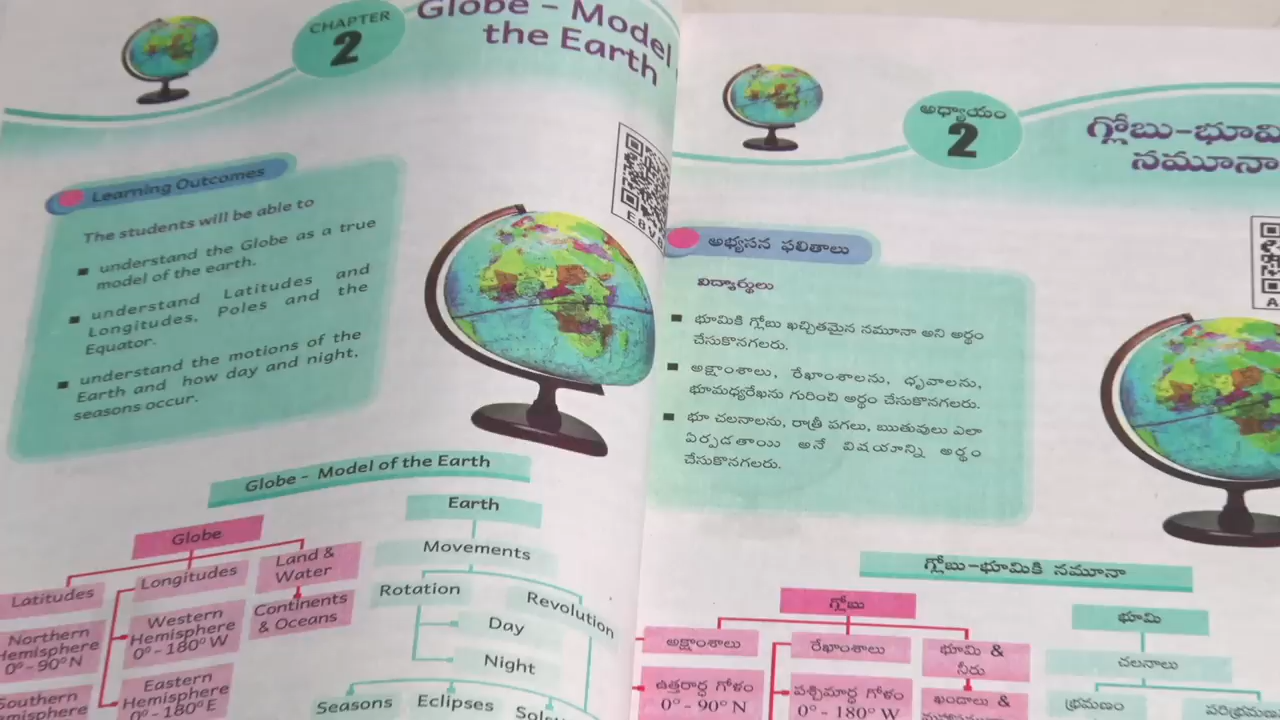 CHAPTER
2
Globe - Model
the Earth
Learning Outcomes
The students will be able to
■ understand the Globe as a true
model of the earth.
■ understand Latitudes and
Longitudes, Poles and the
Equator.
■ understand the motions of the
Earth and how day and night,
seasons occur.
Globe - Model of the Earth
Globe
Latitudes
Longitudes
Land &
Water
Northern
Hemisphere
0°-90°N
Western
Hemisphere
0°-180°W
Continents
& Oceans
Southern
Eastern
Hemisphere
0°-180°E
Earth
Movements
Rotation
Revolution
Day
Night
Seasons
Eclipses
అధ్యాయం
2
గ్లోబు-భూమి
నమూనా
అభ్యసన ఫలితాలు
విద్యార్థులు
■ భూమికి గ్లోబు ఖచ్చితమైన నమూనా అని అర్థం
చేసుకొనగలరు.
■ అక్షాంశాలు, రేఖాంశాలను, ధృవాలను,
భూమధ్యరేఖను గురించి అర్థం చేసుకొనగలరు.
■ భూ చలనాలను, రాత్రీ పగలు, ఋతువులు ఎలా
ఏర్పడతాయి అనే విషయాన్ని అర్థం
చేసుకొనగలరు.
గ్లోబు-భూమికి నమూనా
గ్లోబు
అక్షాంశాలు
రేఖాంశాలు
భూమి &
నీరు
ఉత్తరార్ధ గోళం
0° - 90° N
పశ్చిమార్ధ గోళం
0° - 180° W
ఖండాలు &
భూమి
చలనాలు
భ్రమణం